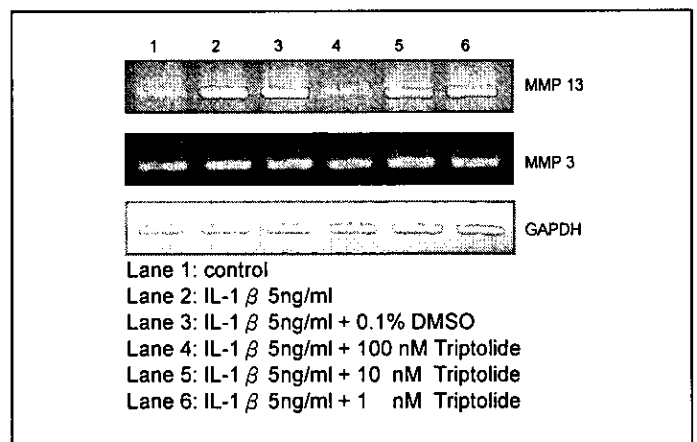 1 2 3 4 5 6
MMP 13
MMP 3
GAPDH
Lane 1: control
Lane 2: IL-1 β 5ng/ml
Lane 3: IL-1 β 5ng/ml + 0.1% DMSO
Lane 4: IL-1 β 5ng/ml + 100 nM Triptolide
Lane 5: IL-1 β 5ng/ml + 10 nM Triptolide
Lane 6: IL-1 β 5ng/ml + 1 nM Triptolide